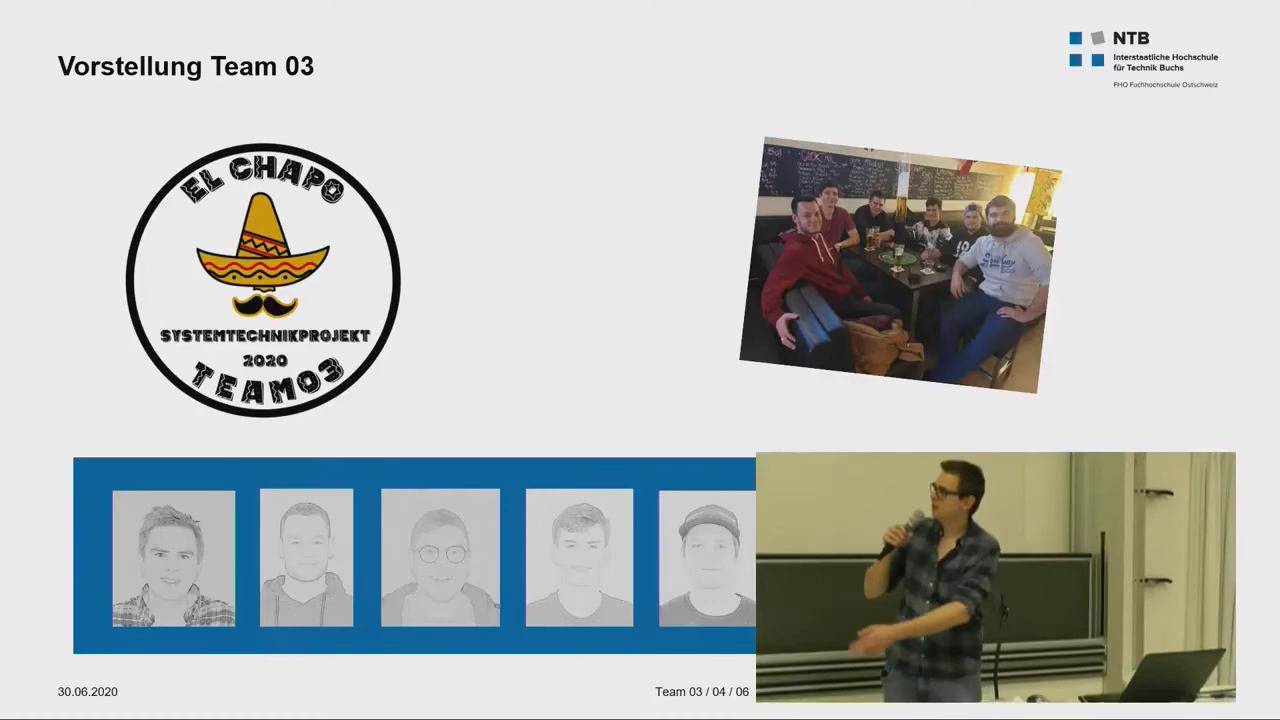 Vorstellung Team 03
NTB
Interstaatliche Hochschule
für Technik Buchs
FHO Fachhochschule Ostschweiz
EL CHAPO
SYSTEMTECHNIKPROJEKT
2020
TEAM03
30.06.2020
Team 03 / 04 / 06